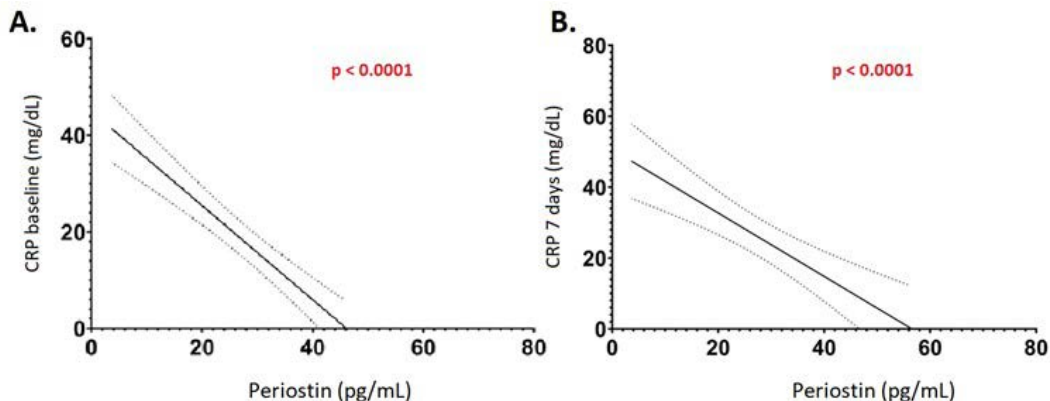 A.
p < 0.0001
CRP baseline (mg/dL)
60
40
20
0
0 20 40 60 80
Periostin (pg/mL)
B.
p < 0.0001
CRP 7 days (mg/dL)
80
60
40
20
0
0 20 40 60 80
Periostin (pg/mL)